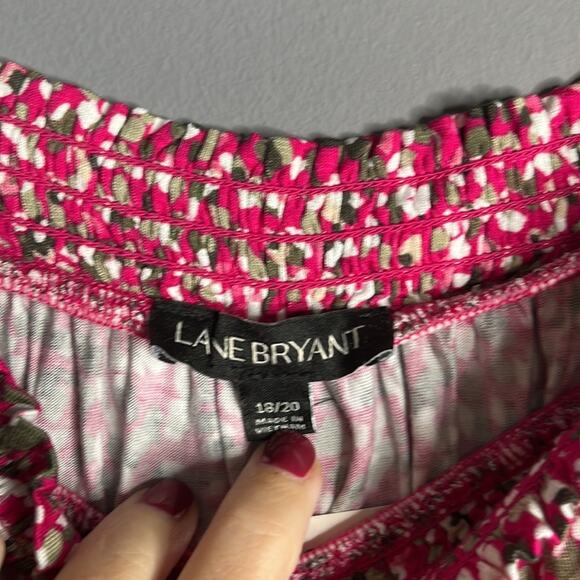 LANE BRYANT
18/20
MADE IN
VIETNAM